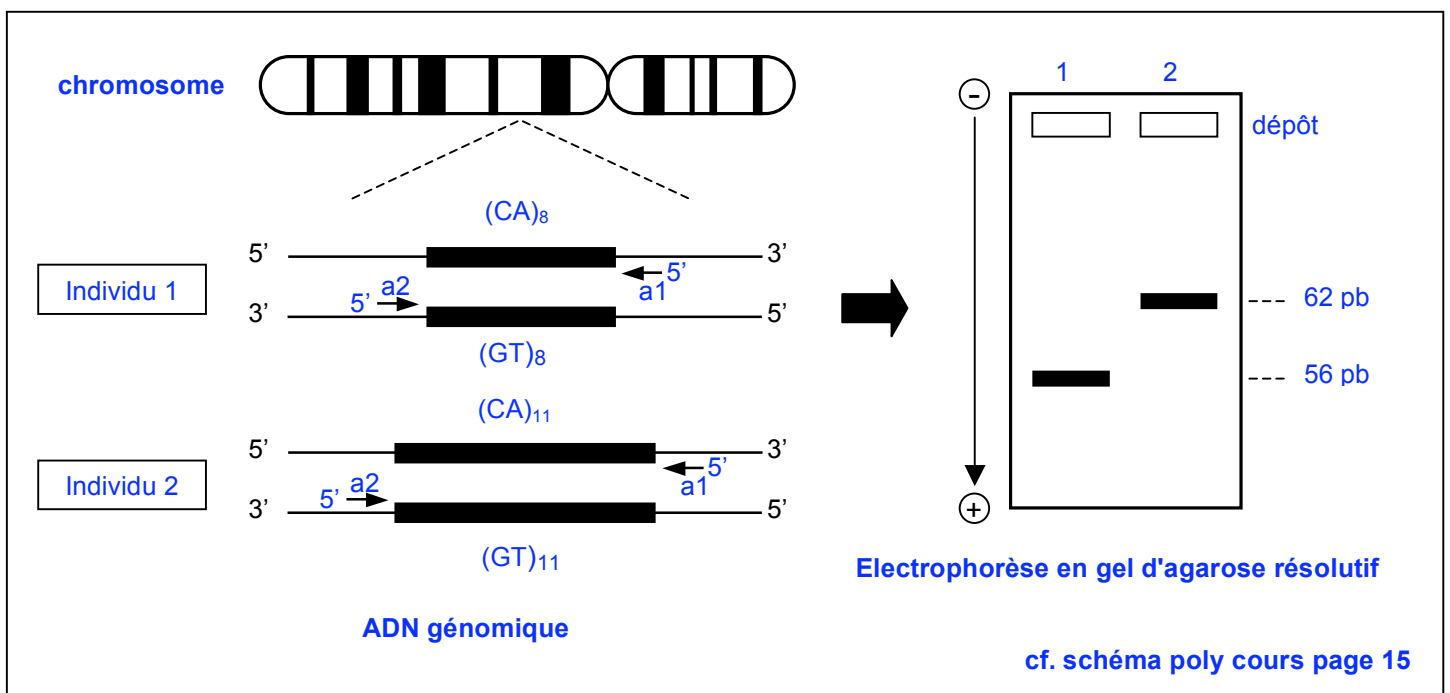 chromosome
1 2
-
dépôt
(CA)8
5’ 3’
Individu 1
a2
5’
5’
a1
3’ 5’
(GT)8
62 pb
56 pb
(CA)11
5’ 3’
Individu 2
a2
5’
5’
a1
3’ 5’
(GT)11
+
Electrophorèse en gel d'agarose résolutif
ADN génomique
cf. schéma poly cours page 15